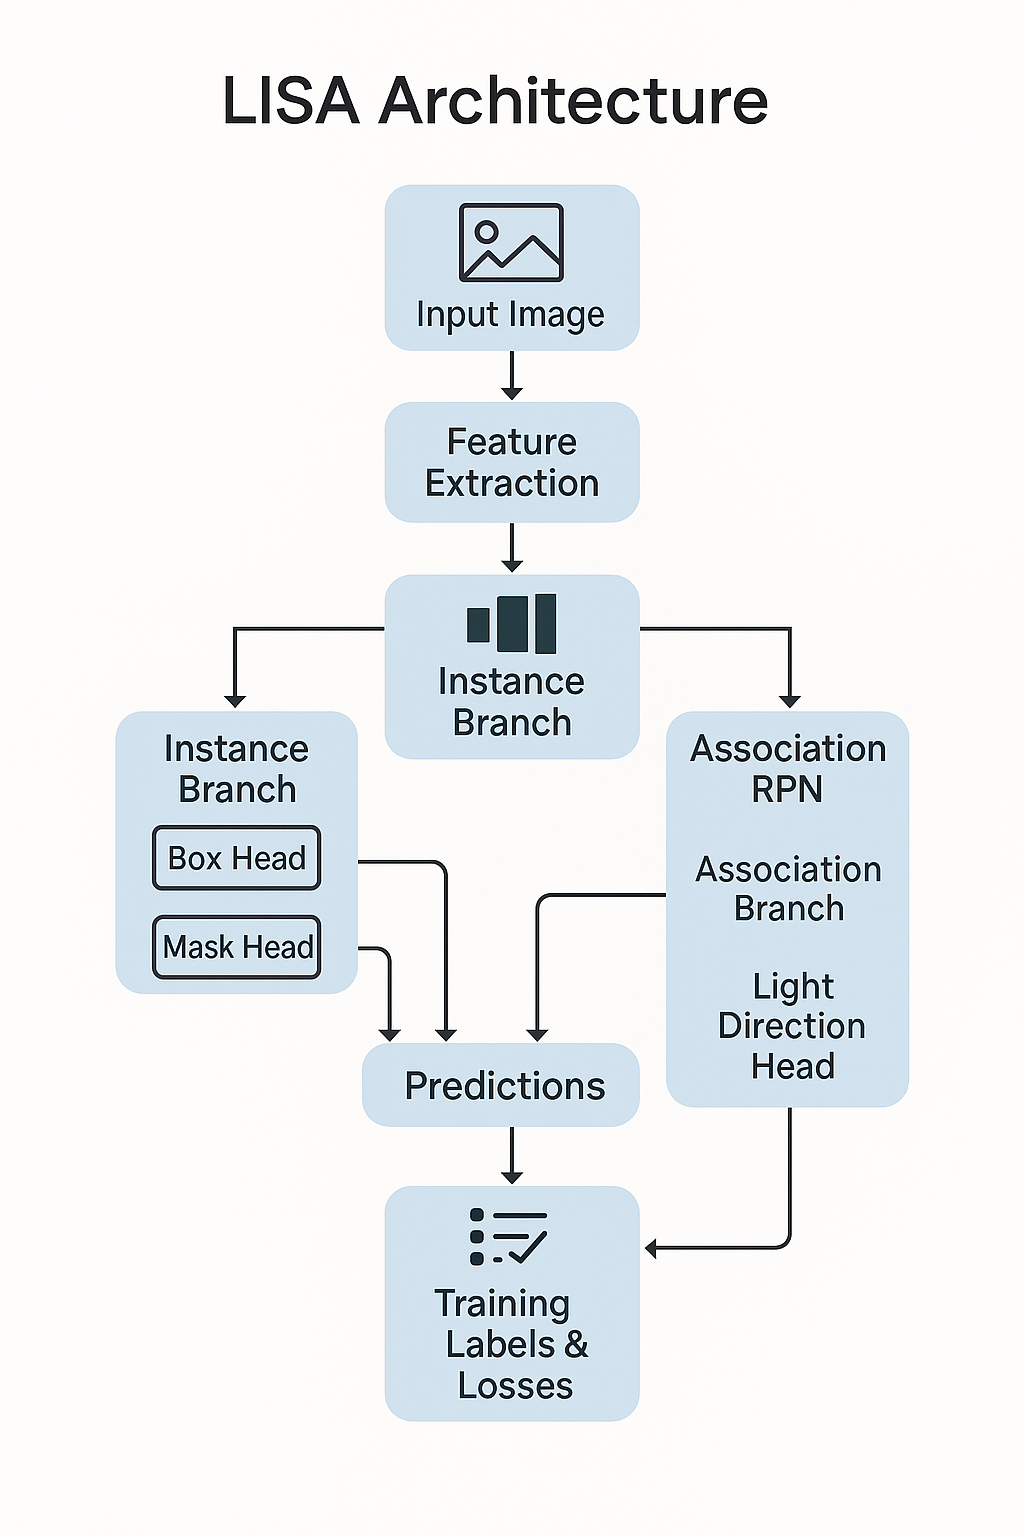 LISA Architecture
Input Image
Feature
Extraction
Instance
Branch
Instance
Branch
Box Head
Mask Head
Association
RPN
Association
Branch
Light
Direction
Head
Predictions
Training
Labels &
Losses